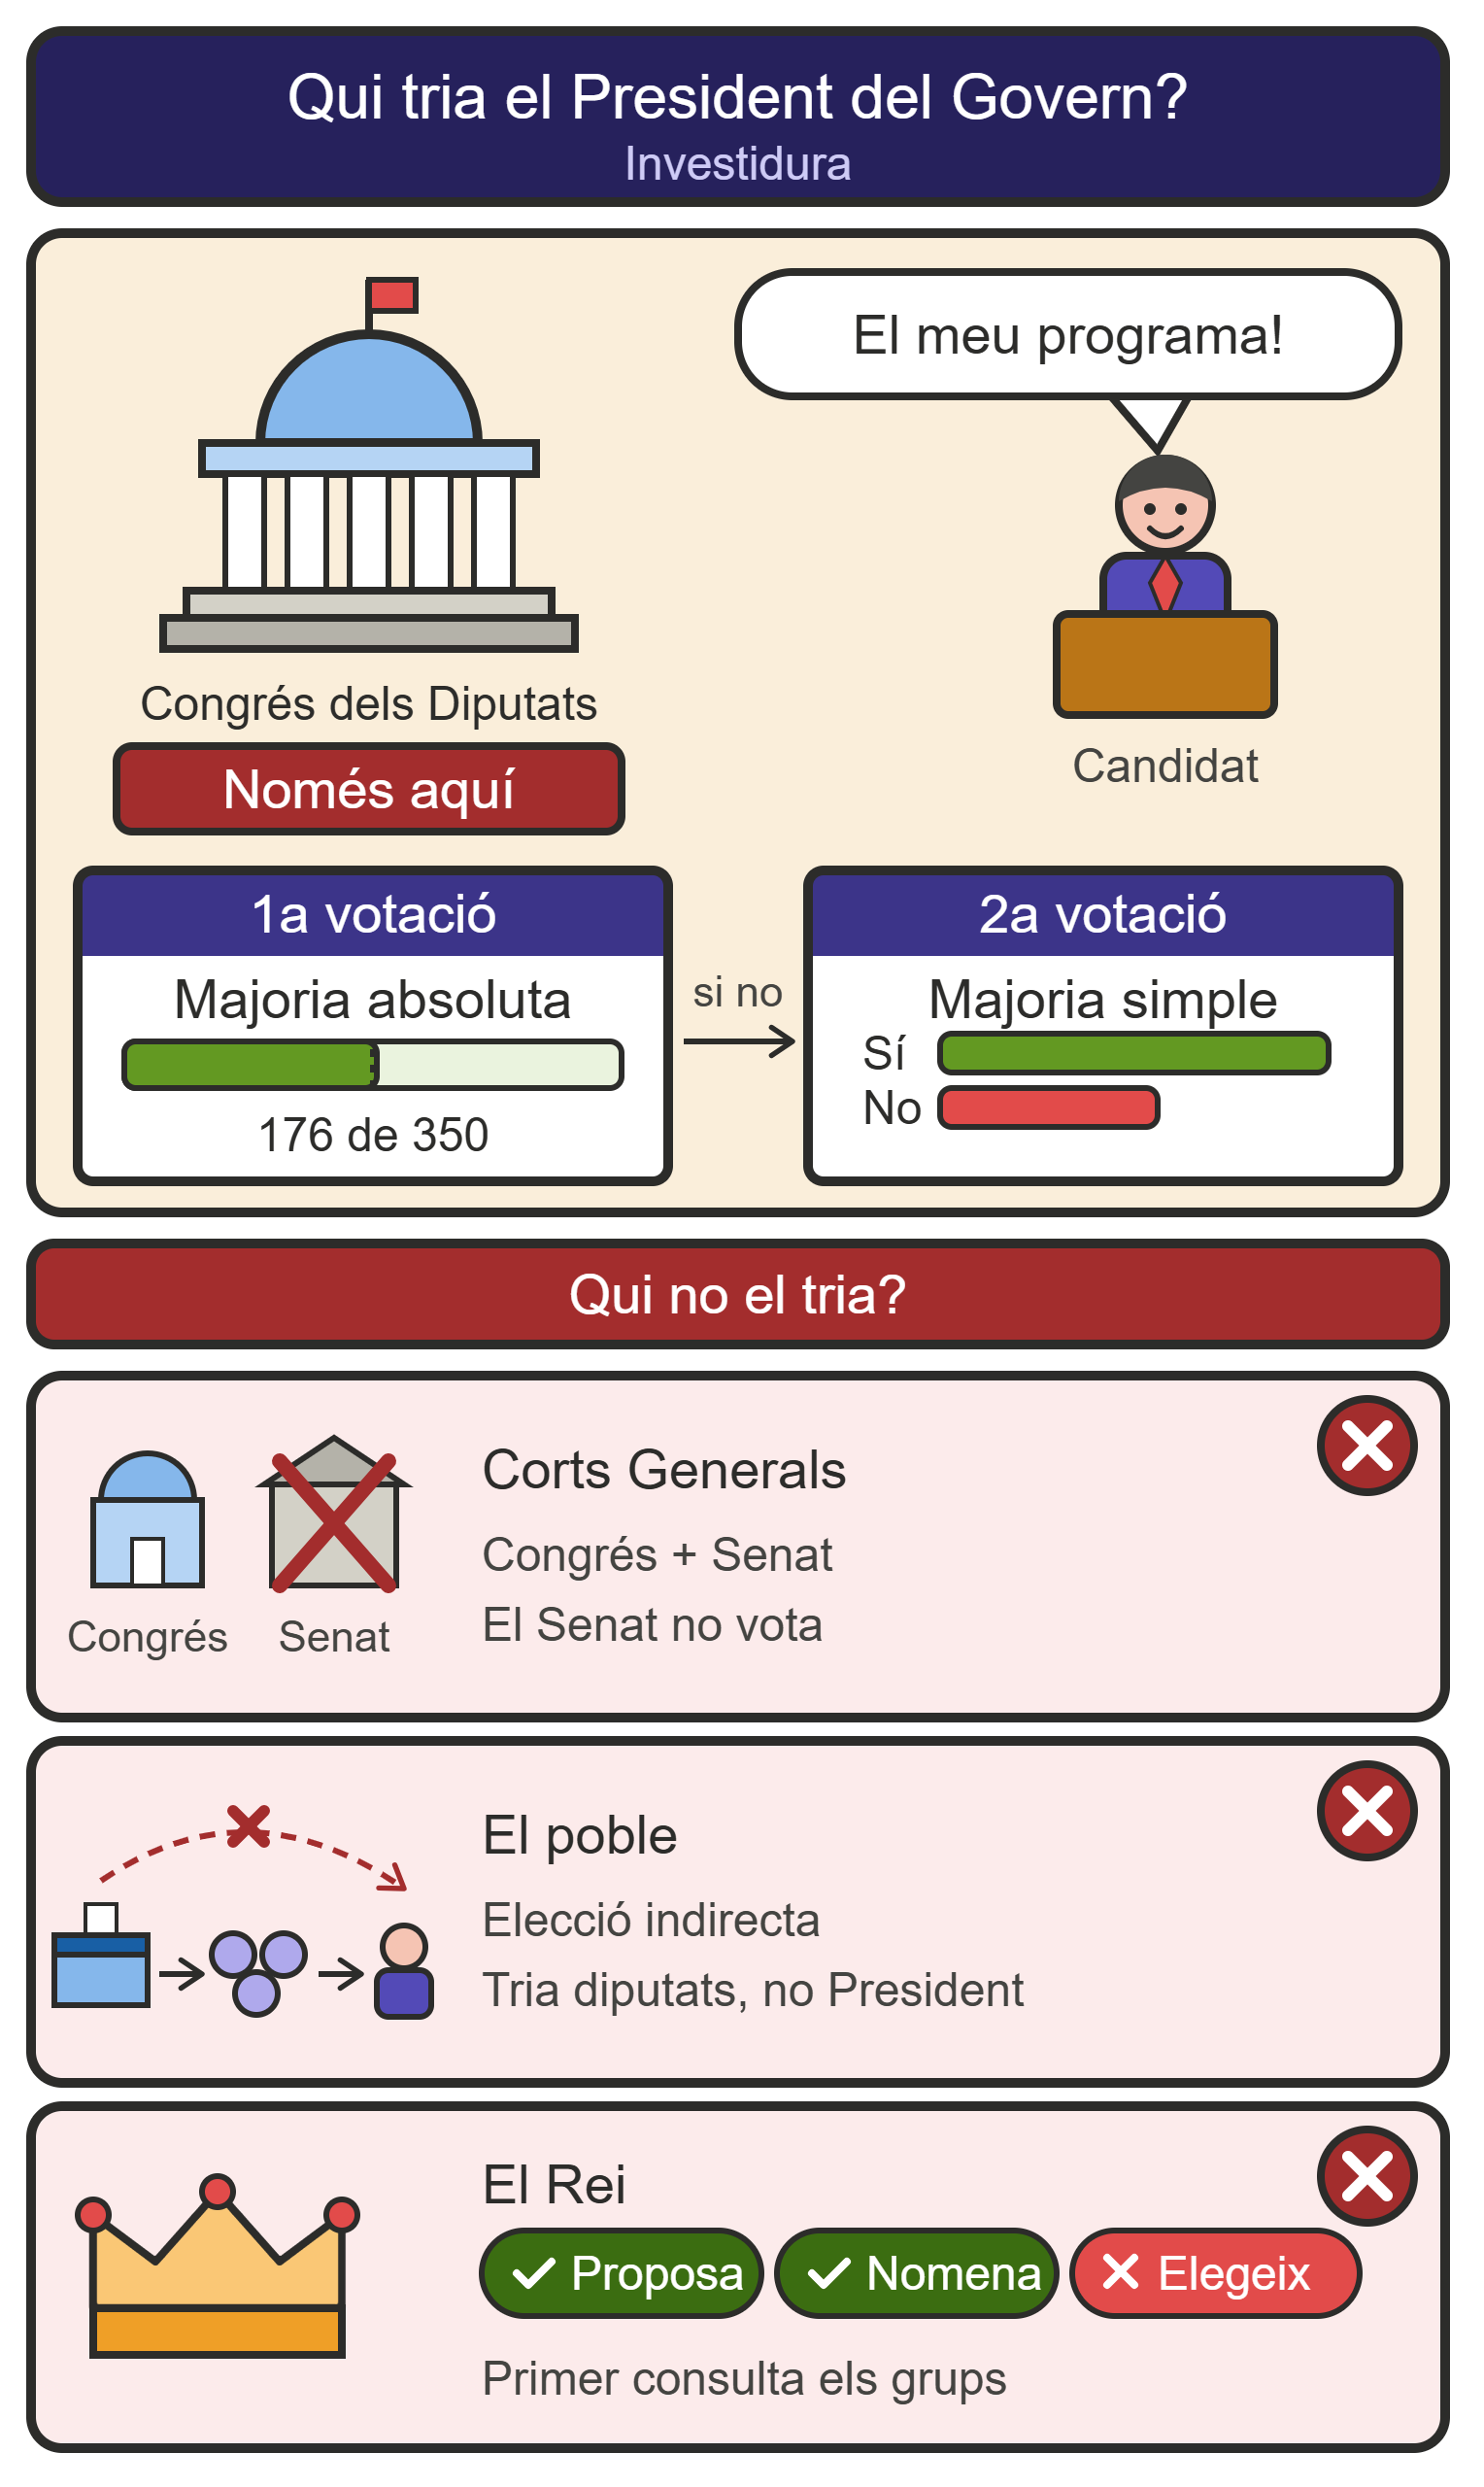 Qui tria el President del Govern?
Investidura
El meu programa!
Congrés dels Diputats
Només aquí
Candidat
1a votació
Majoria absoluta
176 de 350
si no
2a votació
Majoria simple
Sí
No
Qui no el tria?
Corts Generals
Congrés + Senat
El Senat no vota
Congrés
Senat
El poble
Elecció indirecta
Tria diputats, no President
El Rei
Proposa
Nomena
Elegeix
Primer consulta els grups